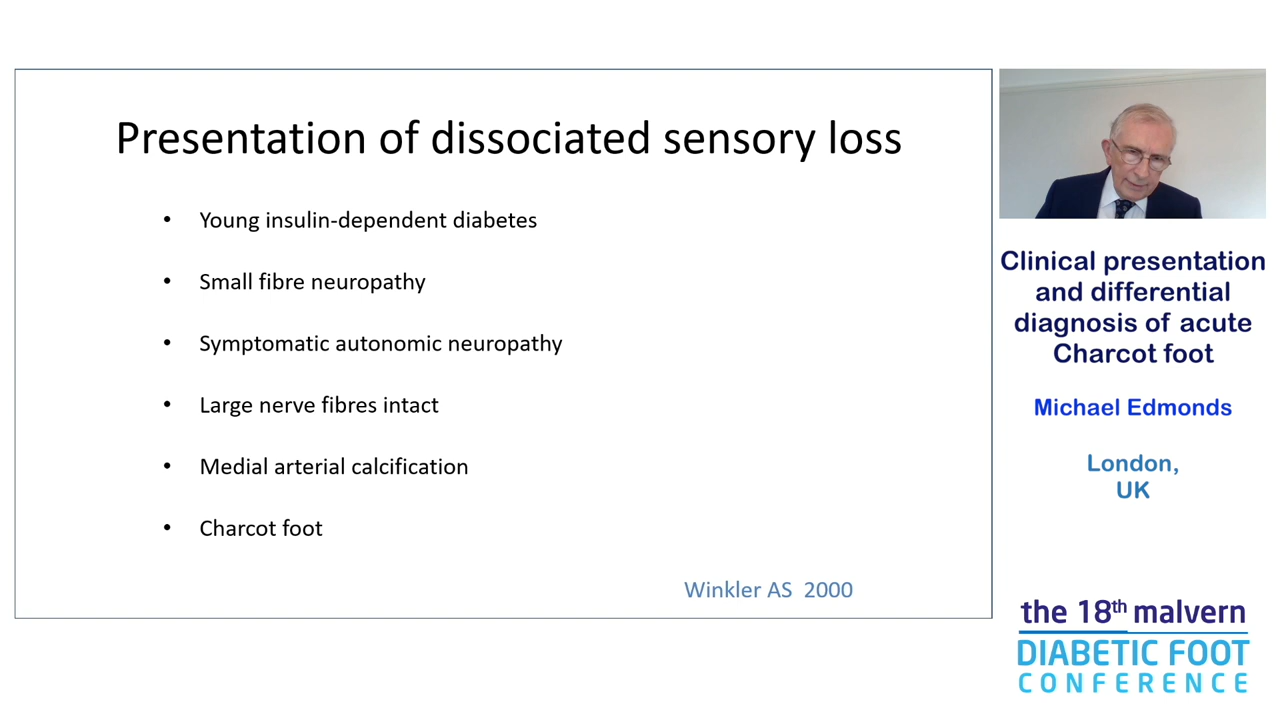 Presentation of dissociated sensory loss
• Young insulin-dependent diabetes
• Small fibre neuropathy
• Symptomatic autonomic neuropathy
• Large nerve fibres intact
• Medial arterial calcification
• Charcot foot
Winkler AS 2000
Clinical presentation
and differential
diagnosis of acute
Charcot foot
Michael Edmonds
London,
UK
the 18th malvern
DIABETIC FOOT
CONFERENCE